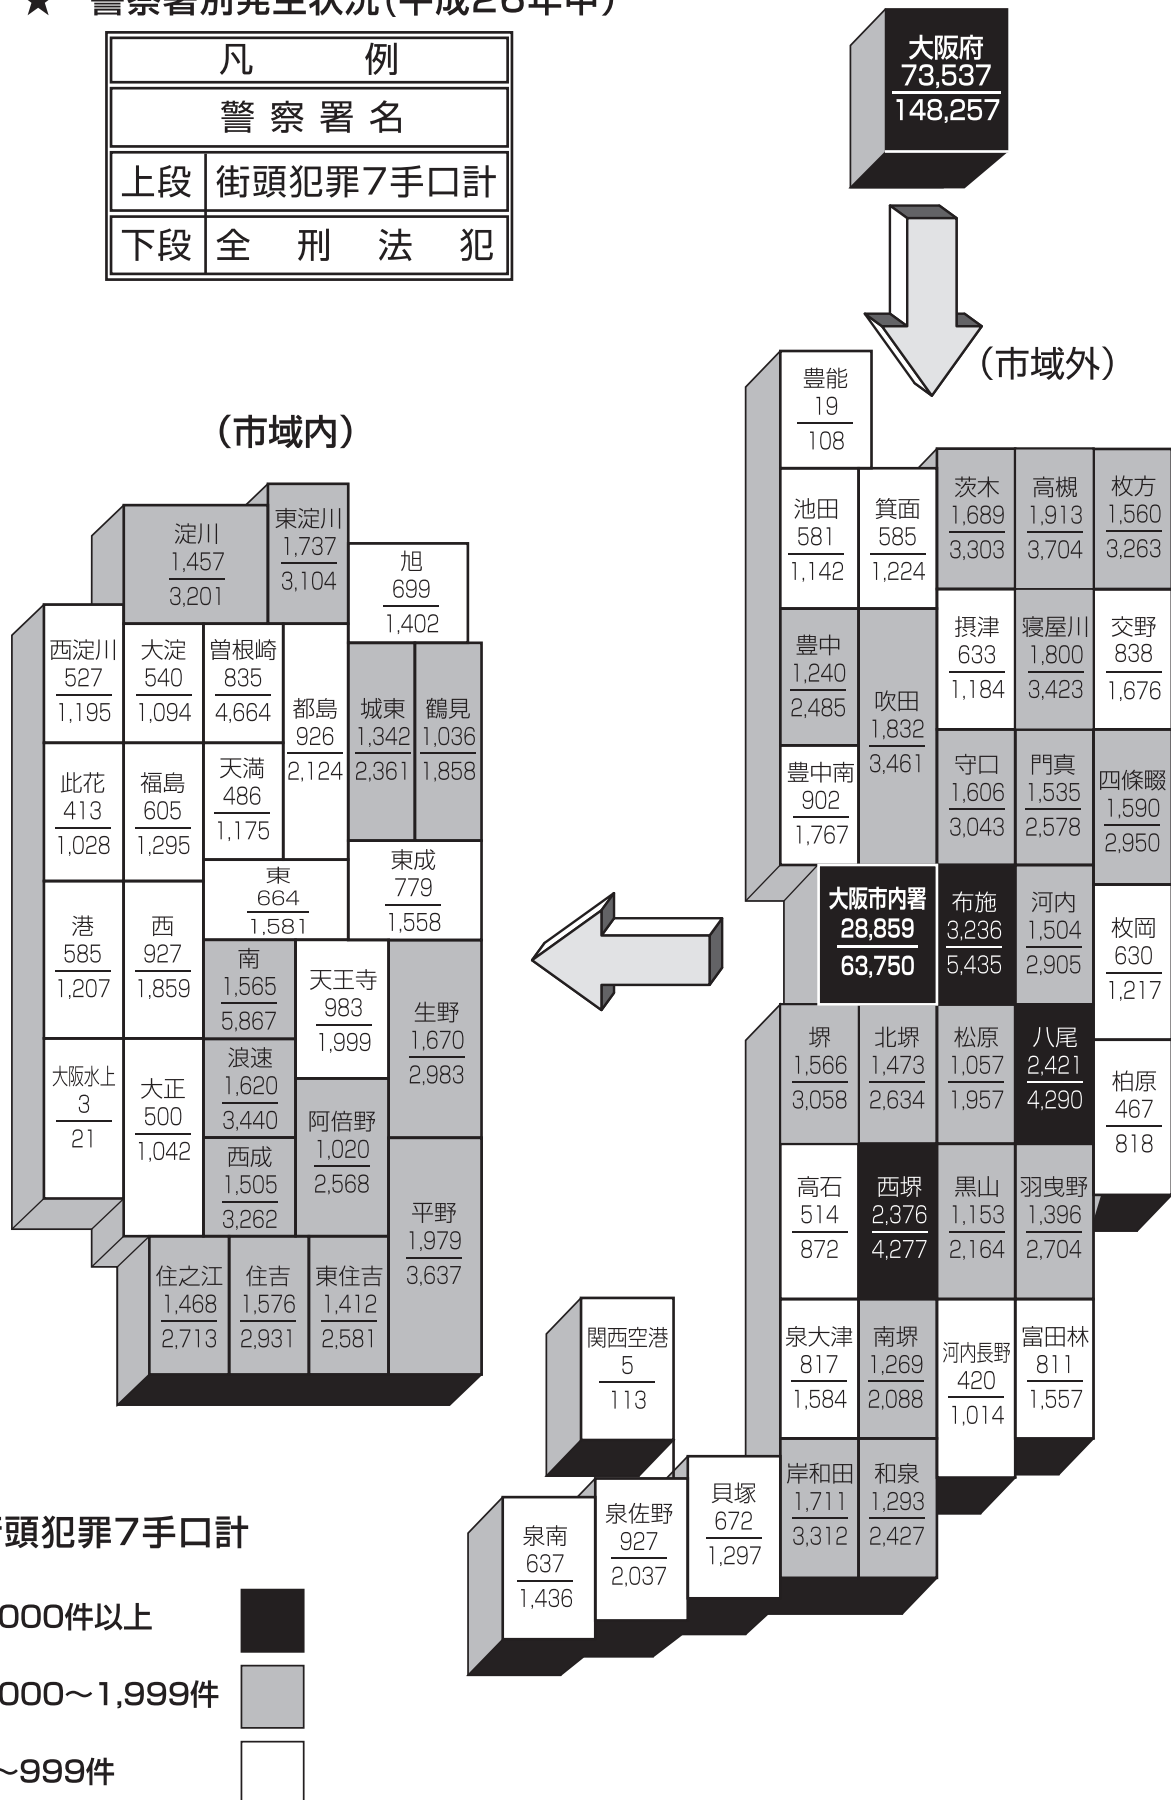 ★ 警察署別発生状況(平成26年中)
凡 例
警察署名
上段 街頭犯罪7手口計
下段 全刑法犯
大阪府
73,537
148,257
(市域外)
豊能
19
108
池田
581
1,142
箕面
585
1,224
茨木
1,689
3,303
高槻
1,913
3,704
枚方
1,560
3,263
豊中
1,240
2,485
吹田
1,832
3,461
摂津
633
1,184
寝屋川
1,800
3,423
交野
838
1,676
豊中南
902
1,767
守口
1,606
3,043
門真
1,535
2,578
四條畷
1,590
2,950
大阪市内署
28,859
63,750
布施
3,236
5,435
河内
1,504
2,905
枚岡
630
1,217
堺
1,566
3,058
北堺
1,473
2,634
松原
1,057
1,957
八尾
2,421
4,290
柏原
467
818
高石
514
872
西堺
2,376
4,277
黒山
1,153
2,164
羽曳野
1,396
2,704
泉大津
817
1,584
南堺
1,269
2,088
河内長野
420
1,014
富田林
811
1,557
関西空港
5
113
岸和田
1,711
3,312
和泉
1,293
2,427
貝塚
672
1,297
泉佐野
927
2,037
泉南
637
1,436
(市域内)
淀川
1,457
3,201
東淀川
1,737
3,104
旭
699
1,402
西淀川
527
1,195
大淀
540
1,094
曽根崎
835
4,664
都島
926
2,124
城東
1,342
2,361
鶴見
1,036
1,858
此花
413
1,028
福島
605
1,295
天満
486
1,175
東
664
1,581
東成
779
1,558
港
585
1,207
西
927
1,859
南
1,565
5,867
天王寺
983
1,999
生野
1,670
2,983
大阪水上
3
21
大正
500
1,042
浪速
1,620
3,440
阿倍野
1,020
2,568
西成
1,505
3,262
平野
1,979
3,637
住之江
1,468
2,713
住吉
1,576
2,931
東住吉
1,412
2,581
頭犯罪7手口計
000件以上
000〜1,999件
〜999件